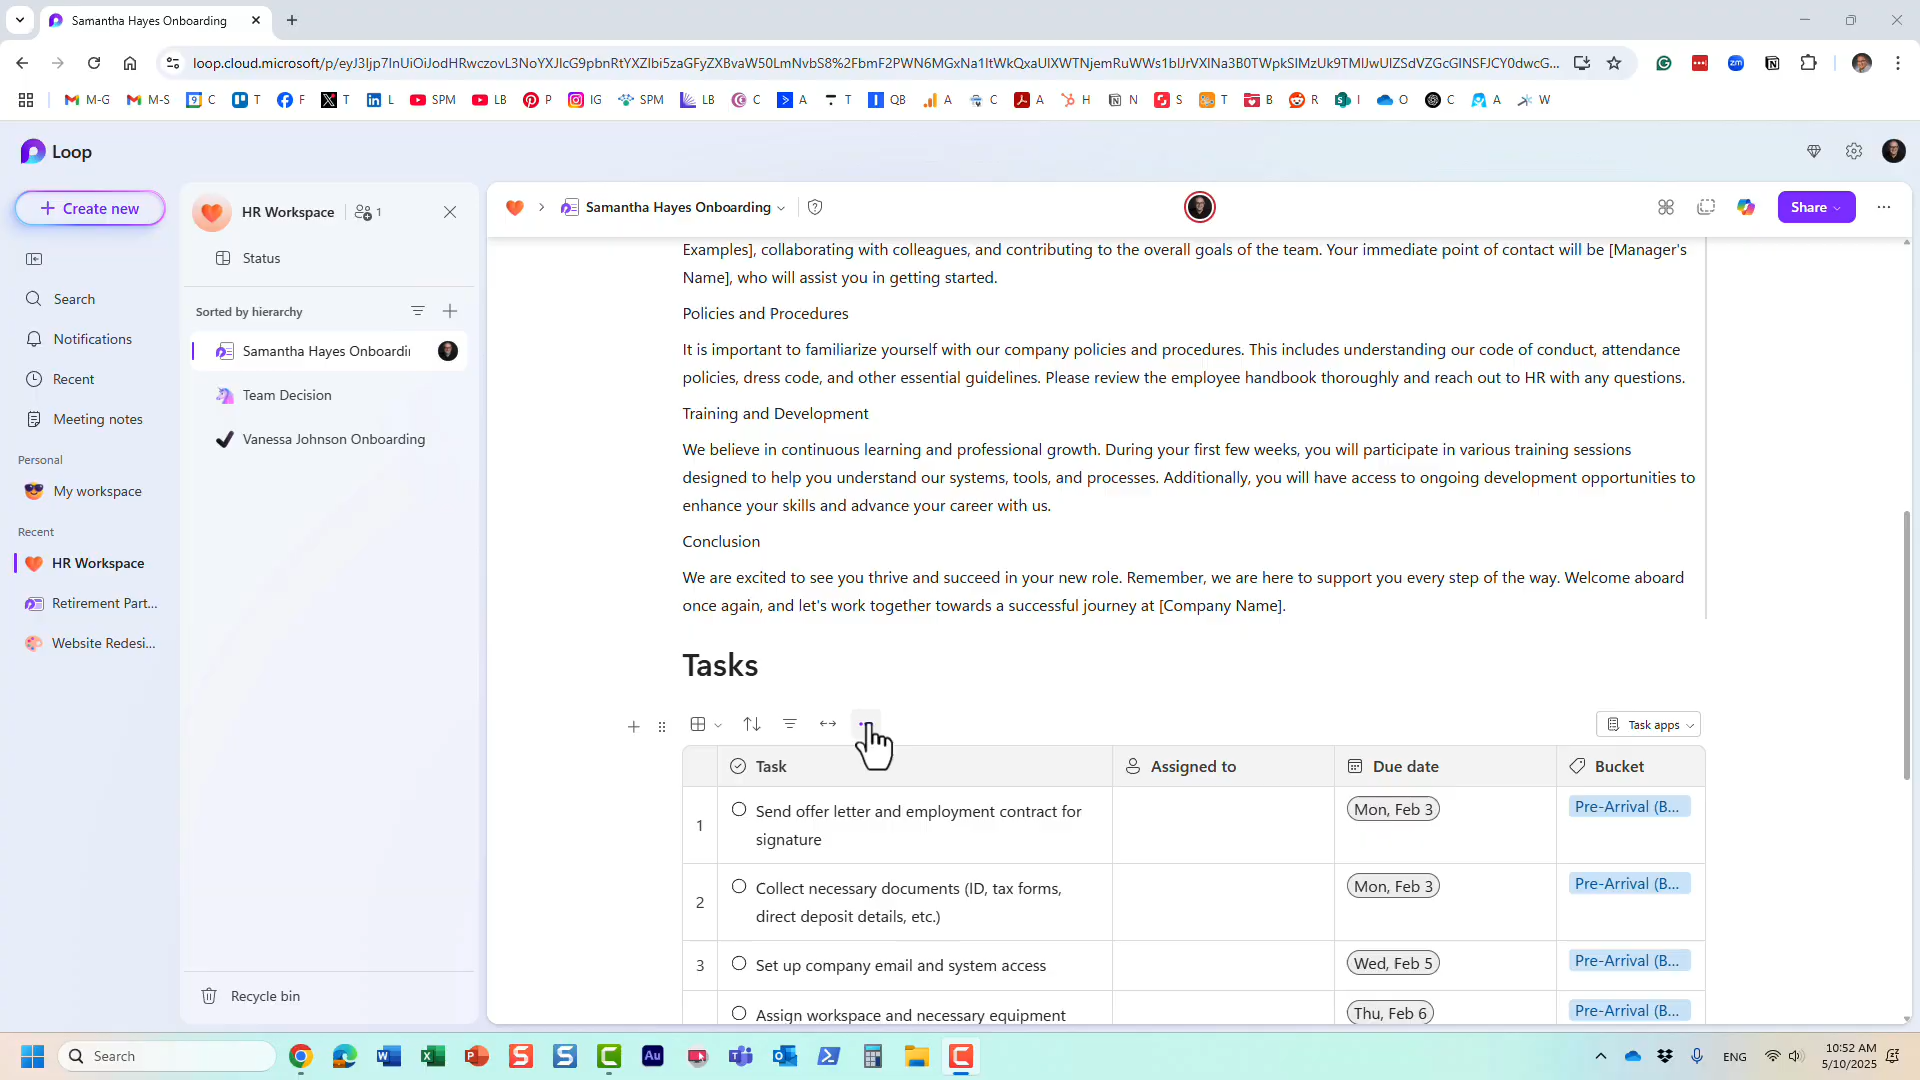 Samantha Hayes Onboarding
loop.cloud.microsoft/p/
M-G
M-S
C
T
F
T
L
SPM
LB
P
IG
SPM
LB
C
A
T
QB
A
C
A
H
N
S
T
B
R
I
O
C
A
W
Loop
Create new
Search
Notifications
Recent
Meeting notes
Personal
My workspace
Recent
HR Workspace
Retirement Part...
Website Redesi...
HR Workspace
1
Status
Sorted by hierarchy
Samantha Hayes Onboardi
Team Decision
Vanessa Johnson Onboarding
Recycle bin
Samantha Hayes Onboarding
Share
Examples], collaborating with colleagues, and contributing to the overall goals of the team. Your immediate point of contact will be [Manager's
Name], who will assist you in getting started.
Policies and Procedures
It is important to familiarize yourself with our company policies and procedures. This includes understanding our code of conduct, attendance
policies, dress code, and other essential guidelines. Please review the employee handbook thoroughly and reach out to HR with any questions.
Training and Development
We believe in continuous learning and professional growth. During your first few weeks, you will participate in various training sessions
designed to help you understand our systems, tools, and processes. Additionally, you will have access to ongoing development opportunities to
enhance your skills and advance your career with us.
Conclusion
We are excited to see you thrive and succeed in your new role. Remember, we are here to support you every step of the way. Welcome aboard
once again, and let's work together towards a successful journey at [Company Name].
Tasks
Task apps
Task
Assigned to
Due date
Bucket
1
Send offer letter and employment contract for
signature
Mon, Feb 3
Pre-Arrival (B...
2
Collect necessary documents (ID, tax forms,
direct deposit details, etc.)
Mon, Feb 3
Pre-Arrival (B...
3
Set up company email and system access
Wed, Feb 5
Pre-Arrival (B...
Assign workspace and necessary equipment
Thu, Feb 6
Pre-Arrival (B...
Search
ENG
10:52 AM
5/10/2025